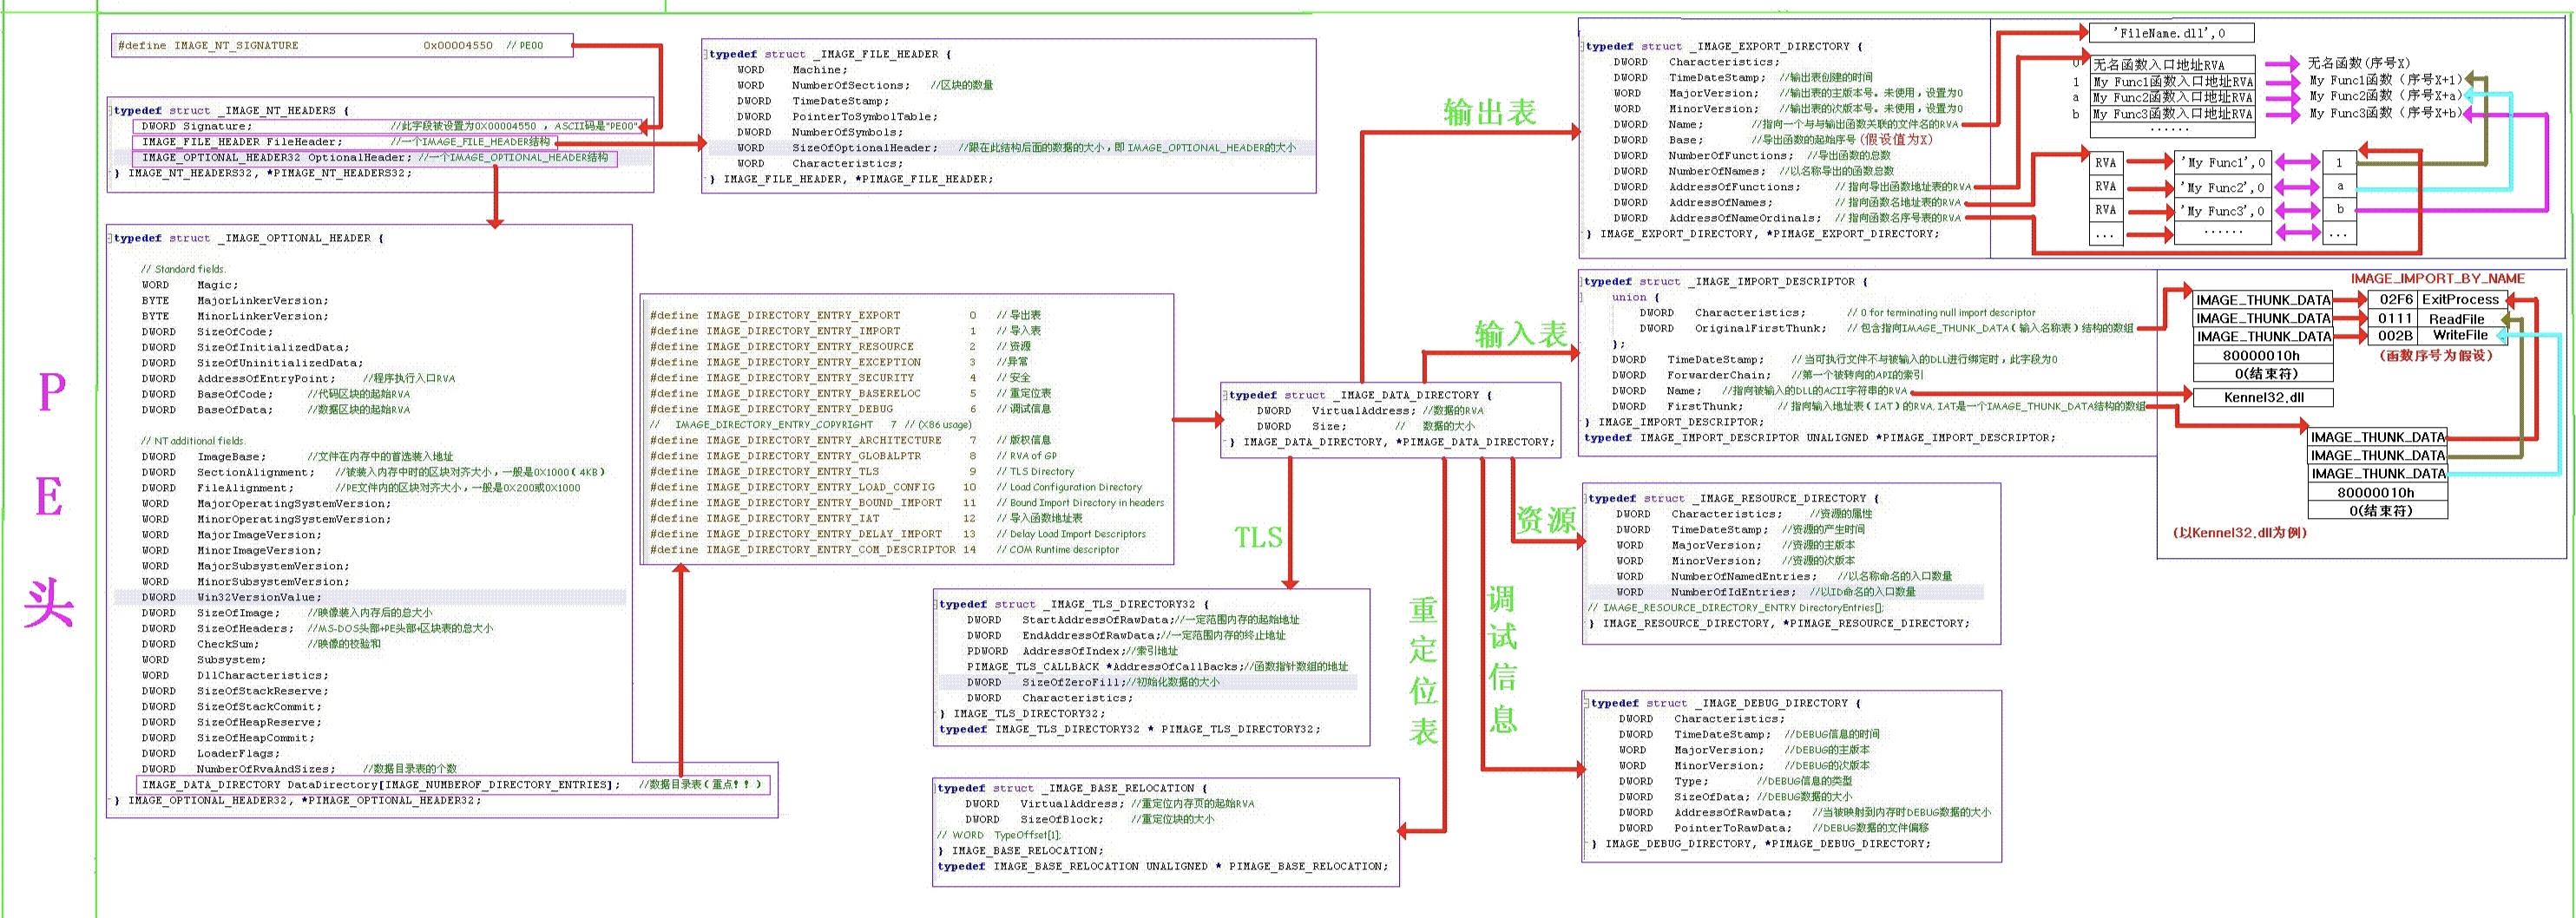 P
E
头
#define IMAGE_NT_SIGNATURE 0x00004550 // PE00
typedef struct _IMAGE_NT_HEADERS {
DWORD Signature; //此字段被设置为0X00004550 , ASCII码是"PE00"
IMAGE_FILE_HEADER FileHeader; //一个IMAGE_FILE_HEADER结构
IMAGE_OPTIONAL_HEADER32 OptionalHeader; //一个IMAGE_OPTIONAL_HEADER结构
} IMAGE_NT_HEADERS32, *PIMAGE_NT_HEADERS32;
typedef struct _IMAGE_FILE_HEADER {
WORD Machine;
WORD NumberOfSections; //区块的数量
DWORD TimeDateStamp;
DWORD PointerToSymbolTable;
DWORD NumberOfSymbols;
WORD SizeOfOptionalHeader; //跟在此结构后面的数据的大小，即 IMAGE_OPTIONAL_HEADER的大小
WORD Characteristics;
} IMAGE_FILE_HEADER, *PIMAGE_FILE_HEADER;
typedef struct _IMAGE_OPTIONAL_HEADER {
// Standard fields.
WORD Magic;
BYTE MajorLinkerVersion;
BYTE MinorLinkerVersion;
DWORD SizeOfCode;
DWORD SizeOfInitializedData;
DWORD SizeOfUninitializedData;
DWORD AddressOfEntryPoint; //程序执行入口RVA
DWORD BaseOfCode; //代码区块的起始RVA
DWORD BaseOfData; //数据区块的起始RVA
// NT additional fields.
DWORD ImageBase; //文件在内存中的首选装入地址
DWORD SectionAlignment; //被装入内存中时的区块对齐大小，一般是0X1000（4KB）
DWORD FileAlignment; //PE文件内的区块对齐大小，一般是0X200或0X1000
WORD MajorOperatingSystemVersion;
WORD MinorOperatingSystemVersion;
WORD MajorImageVersion;
WORD MinorImageVersion;
WORD MajorSubsystemVersion;
WORD MinorSubsystemVersion;
DWORD Win32VersionValue;
DWORD SizeOfImage; //映像装入内存后的总大小
DWORD SizeOfHeaders; //MS-DOS头部+PE头部+区块表的总大小
DWORD CheckSum; //映像的校验和
WORD Subsystem;
WORD DllCharacteristics;
DWORD SizeOfStackReserve;
DWORD SizeOfStackCommit;
DWORD SizeOfHeapReserve;
DWORD SizeOfHeapCommit;
DWORD LoaderFlags;
DWORD NumberOfRvaAndSizes; //数据目录表的个数
IMAGE_DATA_DIRECTORY DataDirectory[IMAGE_NUMBEROF_DIRECTORY_ENTRIES]; //数据目录表（重点！！）
} IMAGE_OPTIONAL_HEADER32, *PIMAGE_OPTIONAL_HEADER32;
#define IMAGE_DIRECTORY_ENTRY_EXPORT 0 // 导出表
#define IMAGE_DIRECTORY_ENTRY_IMPORT 1 // 导入表
#define IMAGE_DIRECTORY_ENTRY_RESOURCE 2 // 资源
#define IMAGE_DIRECTORY_ENTRY_EXCEPTION 3 //异常
#define IMAGE_DIRECTORY_ENTRY_SECURITY 4 // 安全
#define IMAGE_DIRECTORY_ENTRY_BASERELOC 5 // 重定位表
#define IMAGE_DIRECTORY_ENTRY_DEBUG 6 // 调试信息
// IMAGE_DIRECTORY_ENTRY_COPYRIGHT 7 // (X86 usage)
#define IMAGE_DIRECTORY_ENTRY_ARCHITECTURE 7 // 版权信息
#define IMAGE_DIRECTORY_ENTRY_GLOBALPTR 8 // RVA of GP
#define IMAGE_DIRECTORY_ENTRY_TLS 9 // TLS Directory
#define IMAGE_DIRECTORY_ENTRY_LOAD_CONFIG 10 // Load Configuration Directory
#define IMAGE_DIRECTORY_ENTRY_BOUND_IMPORT 11 // Bound Import Directory in headers
#define IMAGE_DIRECTORY_ENTRY_IAT 12 // 导入函数地址表
#define IMAGE_DIRECTORY_ENTRY_DELAY_IMPORT 13 // Delay Load Import Descriptors
#define IMAGE_DIRECTORY_ENTRY_COM_DESCRIPTOR 14 // COM Runtime descriptor
typedef struct _IMAGE_DATA_DIRECTORY {
DWORD VirtualAddress; //数据的RVA
DWORD Size; // 数据的大小
} IMAGE_DATA_DIRECTORY, *PIMAGE_DATA_DIRECTORY;
输出表
输入表
TLS
资源
重定位表
调试信息
typedef struct _IMAGE_TLS_DIRECTORY32 {
DWORD StartAddressOfRawData;//一定范围内存的起始地址
DWORD EndAddressOfRawData;//一定范围内存的终止地址
PDWORD AddressOfIndex;//索引地址
PIMAGE_TLS_CALLBACK *AddressOfCallBacks;//函数指针数组的地址
DWORD SizeOfZeroFill;//初始化数据的大小
DWORD Characteristics;
} IMAGE_TLS_DIRECTORY32;
typedef IMAGE_TLS_DIRECTORY32 * PIMAGE_TLS_DIRECTORY32;
typedef struct _IMAGE_BASE_RELOCATION {
DWORD VirtualAddress; //重定位内存页的起始RVA
DWORD SizeOfBlock; //重定位块的大小
// WORD TypeOffset[1];
} IMAGE_BASE_RELOCATION;
typedef IMAGE_BASE_RELOCATION UNALIGNED * PIMAGE_BASE_RELOCATION;
typedef struct _IMAGE_EXPORT_DIRECTORY {
DWORD Characteristics;
DWORD TimeDateStamp; //输出表创建的时间
WORD MajorVersion; //输出表的主版本号。未使用，设置为0
WORD MinorVersion; //输出表的次版本号。未使用，设置为0
DWORD Name; //指向一个与与输出函数关联的文件名的RVA
DWORD Base; //导出函数的起始序号(假设值为X)
DWORD NumberOfFunctions; //导出函数的总数
DWORD NumberOfNames; //以名称导出的函数总数
DWORD AddressOfFunctions; // 指向导出函数地址表的RVA
DWORD AddressOfNames; // 指向函数名地址表的RVA
DWORD AddressOfNameOrdinals; // 指向函数名序号表的RVA
} IMAGE_EXPORT_DIRECTORY, *PIMAGE_EXPORT_DIRECTORY;
'FileName.dll',0
0 无名函数入口地址RVA 无名函数(序号X)
1 My Func1函数入口地址RVA My Func1函数（序号X+1)
a My Func2函数入口地址RVA My Func2函数（序号X+a)
b My Func3函数入口地址RVA My Func3函数（序号X+b)
......
RVA 'My Func1',0 1
RVA 'My Func2',0 a
RVA 'My Func3',0 b
... ...... ...
typedef struct _IMAGE_IMPORT_DESCRIPTOR {
union {
DWORD Characteristics; // 0 for terminating null import descriptor
DWORD OriginalFirstThunk; // 包含指向IMAGE_THUNK_DATA（输入名称表）结构的数组
};
DWORD TimeDateStamp; // 当可执行文件不与被输入的DLL进行绑定时，此字段为0
DWORD ForwarderChain; // 第一个被转向的API的索引
DWORD Name; //指向被输入的DLL的ACII字符串的RVA
DWORD FirstThunk; // 指向输入地址表（IAT）的RVA,IAT是一个IMAGE_THUNK_DATA结构的数组
} IMAGE_IMPORT_DESCRIPTOR;
typedef IMAGE_IMPORT_DESCRIPTOR UNALIGNED *PIMAGE_IMPORT_DESCRIPTOR;
IMAGE_IMPORT_BY_NAME
IMAGE_THUNK_DATA 02F6 ExitProcess
IMAGE_THUNK_DATA 0111 ReadFile
IMAGE_THUNK_DATA 002B WriteFile
80000010h (函数序号为假设)
0(结束符)
Kennel32.dll
IMAGE_THUNK_DATA
IMAGE_THUNK_DATA
IMAGE_THUNK_DATA
80000010h
0(结束符)
(以Kennel32.dll为例)
typedef struct _IMAGE_RESOURCE_DIRECTORY {
DWORD Characteristics; //资源的属性
DWORD TimeDateStamp; //资源的产生时间
WORD MajorVersion; //资源的主版本
WORD MinorVersion; //资源的次版本
WORD NumberOfNamedEntries; //以名称命名的入口数量
WORD NumberOfIdEntries; //以ID命名的入口数量
// IMAGE_RESOURCE_DIRECTORY_ENTRY DirectoryEntries[];
} IMAGE_RESOURCE_DIRECTORY, *PIMAGE_RESOURCE_DIRECTORY;
typedef struct _IMAGE_DEBUG_DIRECTORY {
DWORD Characteristics;
DWORD TimeDateStamp; //DEBUG信息的时间
WORD MajorVersion; //DEBUG的主版本
WORD MinorVersion; //DEBUG的次版本
DWORD Type; //DEBUG信息的类型
DWORD SizeOfData; //DEBUG数据的大小
DWORD AddressOfRawData; //当被映射到内存时DEBUG数据的大小
DWORD PointerToRawData; //DEBUG数据的文件偏移
} IMAGE_DEBUG_DIRECTORY, *PIMAGE_DEBUG_DIRECTORY;